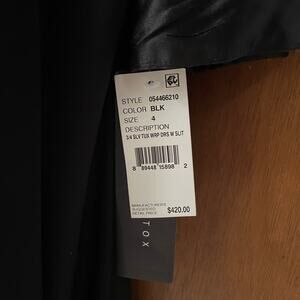 STYLE 054466210
COLOR BLK
SIZE 4
DESCRIPTION
3/4 SLV TUX WRP DRS W SLIT
8 89448 15898 2
MANUFACTURER'S
SUGGESTED
RETAIL PRICE $420.00
TOX